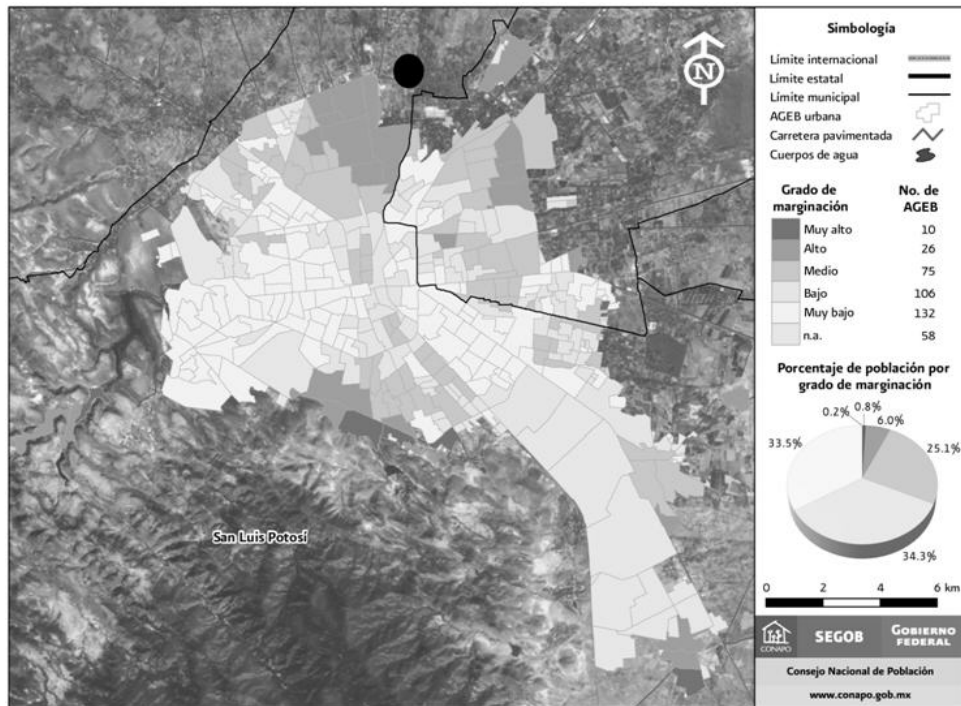 N
San Luis Potosí
Simbología
Límite internacional
Límite estatal
Límite municipal
AGEB urbana
Carretera pavimentada
Cuerpos de agua
Grado de No. de
marginación AGEB
Muy alto 10
Alto 26
Medio 75
Bajo 106
Muy bajo 132
n.a. 58
Porcentaje de población por
grado de marginación
0.2% 0.8%
6.0%
33.5% 25.1%
34.3%
0 2 4 6 km
CONAPO SEGOB GOBIERNO
FEDERAL
Consejo Nacional de Población
www.conapo.gob.mx